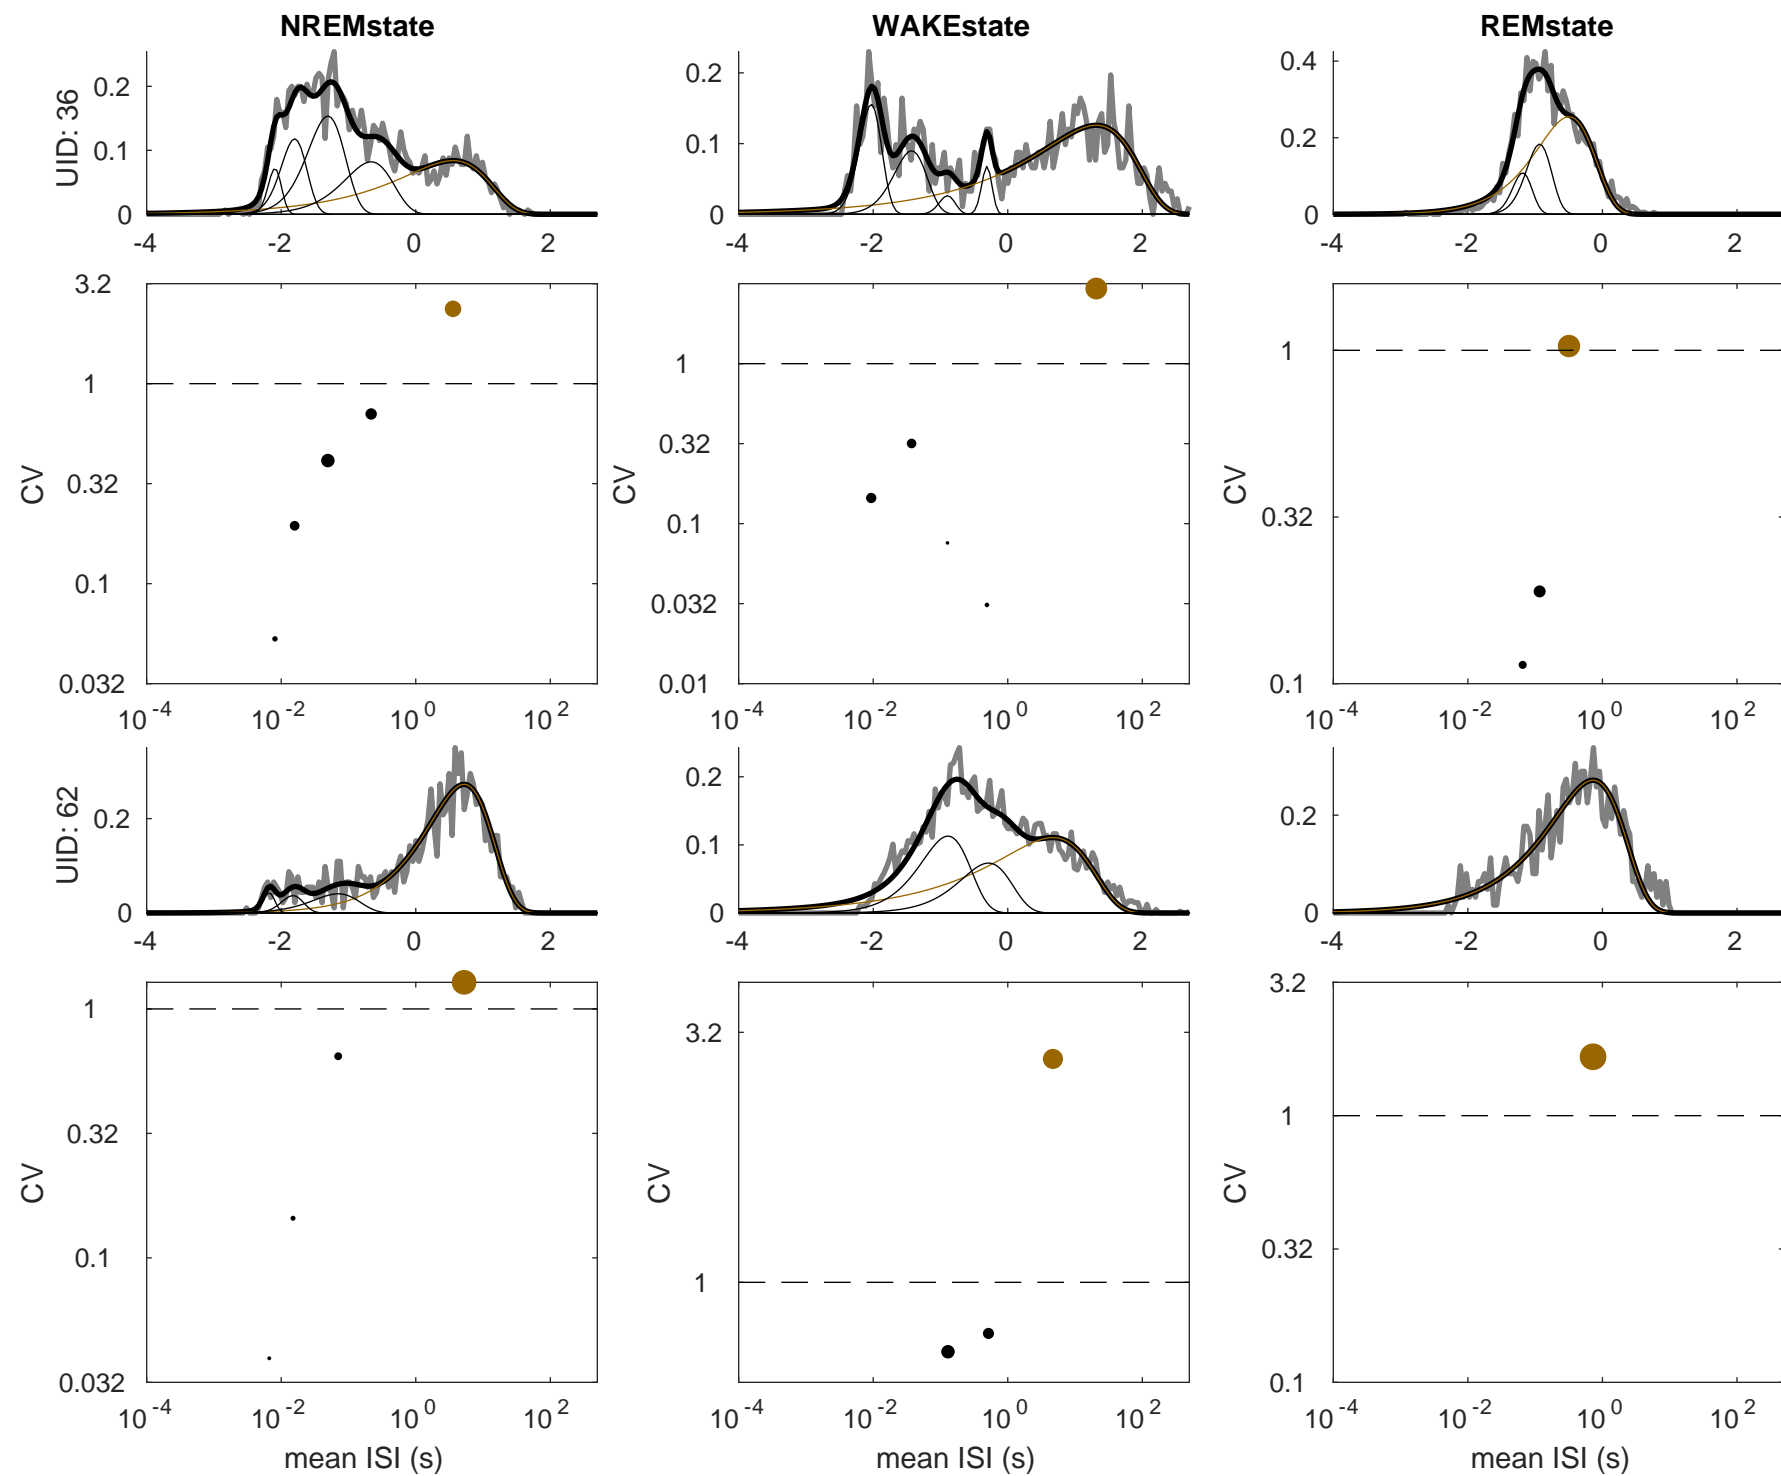 NREMstate WAKEstate REMstate
UID: 36
0.2 0.1 0
0.2 0.1 0
0.4 0.2 0
-4 -2 0 2
-4 -2 0 2
-4 -2 0 2
CV
3.2 1 0.32 0.1 0.032
CV
1 0.32 0.1 0.032 0.01
CV
1 0.32 0.1
10^-4 10^-2 10^0 10^2
10^-4 10^-2 10^0 10^2
10^-4 10^-2 10^0 10^2
UID: 62
0.2 0
0.2 0.1 0
0.2 0
-4 -2 0 2
-4 -2 0 2
-4 -2 0 2
CV
1 0.32 0.1 0.032
CV
3.2 1
CV
3.2 1 0.32 0.1
10^-4 10^-2 10^0 10^2
10^-4 10^-2 10^0 10^2
10^-4 10^-2 10^0 10^2
mean ISI (s) mean ISI (s) mean ISI (s)